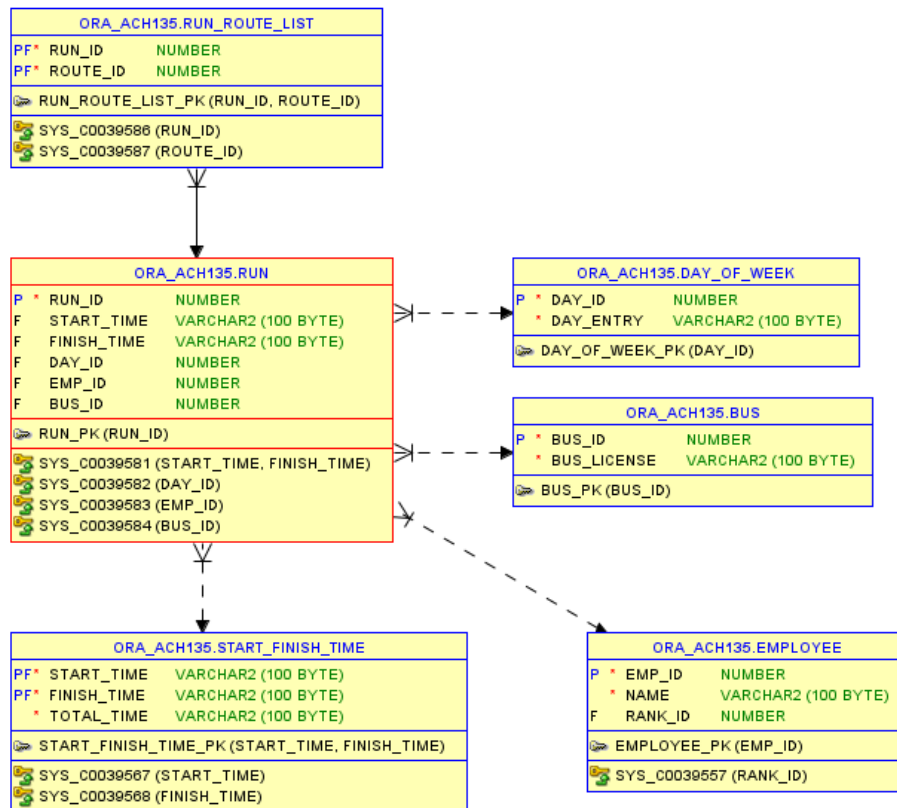 ORA_ACH135.RUN_ROUTE_LIST
PF* RUN_ID NUMBER
PF* ROUTE_ID NUMBER
RUN_ROUTE_LIST_PK (RUN_ID, ROUTE_ID)
SYS_C0039586 (RUN_ID)
SYS_C0039587 (ROUTE_ID)
ORA_ACH135.RUN
P * RUN_ID NUMBER
F START_TIME VARCHAR2 (100 BYTE)
F FINISH_TIME VARCHAR2 (100 BYTE)
F DAY_ID NUMBER
F EMP_ID NUMBER
F BUS_ID NUMBER
RUN_PK (RUN_ID)
SYS_C0039581 (START_TIME, FINISH_TIME)
SYS_C0039582 (DAY_ID)
SYS_C0039583 (EMP_ID)
SYS_C0039584 (BUS_ID)
ORA_ACH135.DAY_OF_WEEK
P * DAY_ID NUMBER
* DAY_ENTRY VARCHAR2 (100 BYTE)
DAY_OF_WEEK_PK (DAY_ID)
ORA_ACH135.BUS
P * BUS_ID NUMBER
* BUS_LICENSE VARCHAR2 (100 BYTE)
BUS_PK (BUS_ID)
ORA_ACH135.START_FINISH_TIME
PF* START_TIME VARCHAR2 (100 BYTE)
PF* FINISH_TIME VARCHAR2 (100 BYTE)
* TOTAL_TIME VARCHAR2 (100 BYTE)
START_FINISH_TIME_PK (START_TIME, FINISH_TIME)
SYS_C0039567 (START_TIME)
SYS_C0039568 (FINISH_TIME)
ORA_ACH135.EMPLOYEE
P * EMP_ID NUMBER
* NAME VARCHAR2 (100 BYTE)
F RANK_ID NUMBER
EMPLOYEE_PK (EMP_ID)
SYS_C0039557 (RANK_ID)